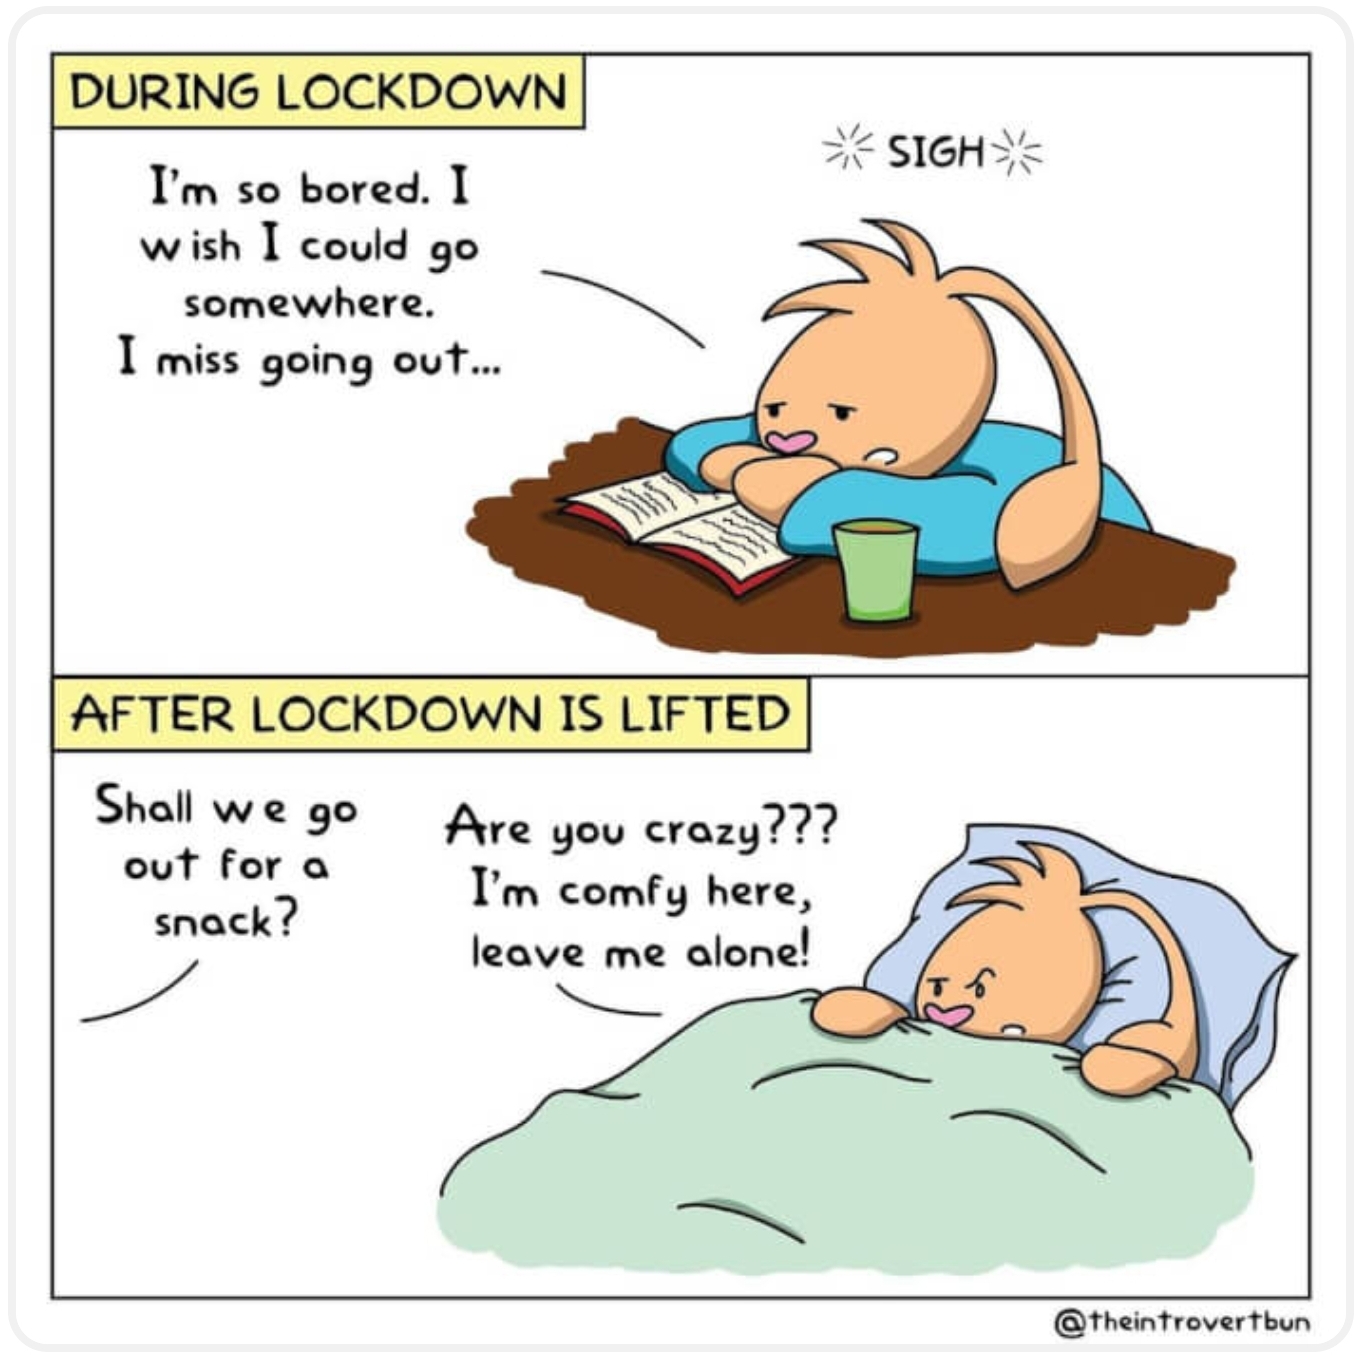 DURING LOCKDOWN
SIGH
I'm so bored. I
wish I could go
somewhere.
I miss going out...
AFTER LOCKDOWN IS LIFTED
Shall we go
out for a
snack?
Are you crazy???
I'm comfy here,
leave me alone!
@theintrovertbun